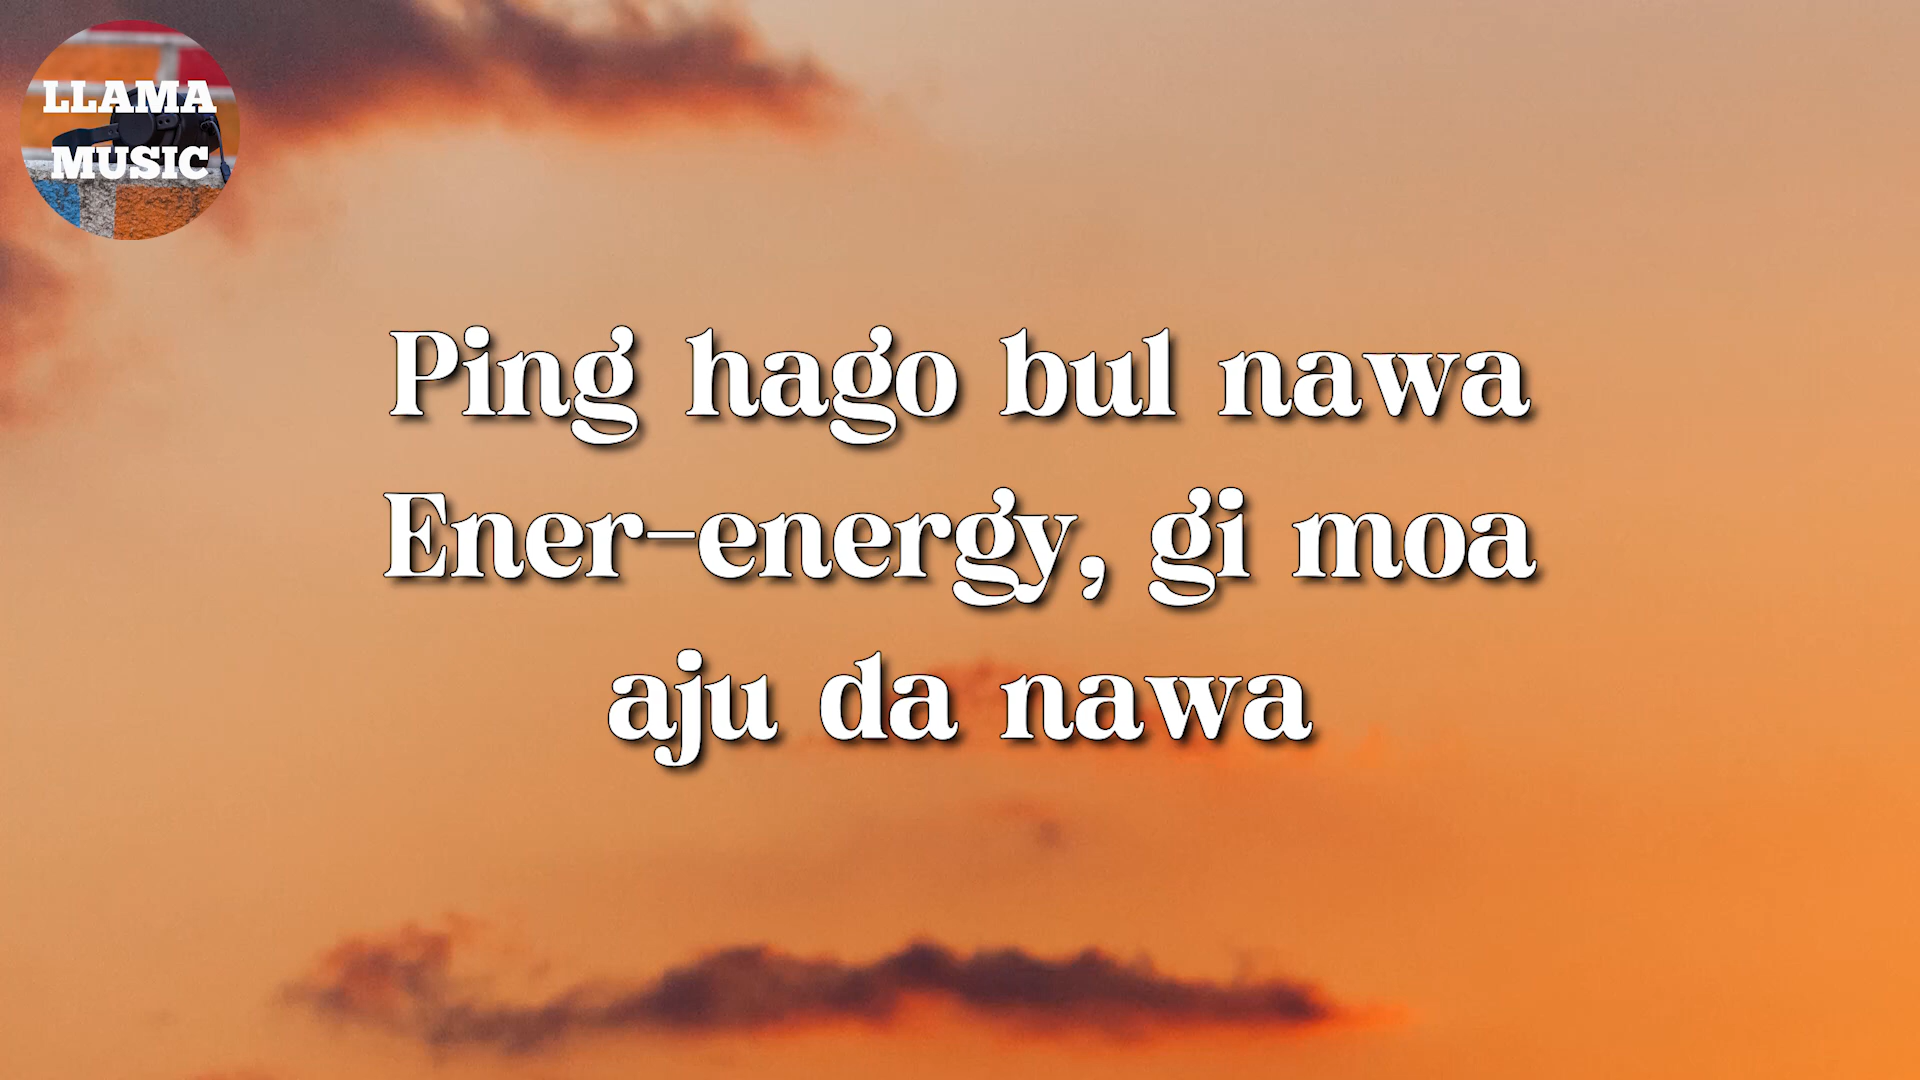 LLAMA
MUSIC
Ping hago bul nawa
Ener-energy, gi moa
aju da nawa